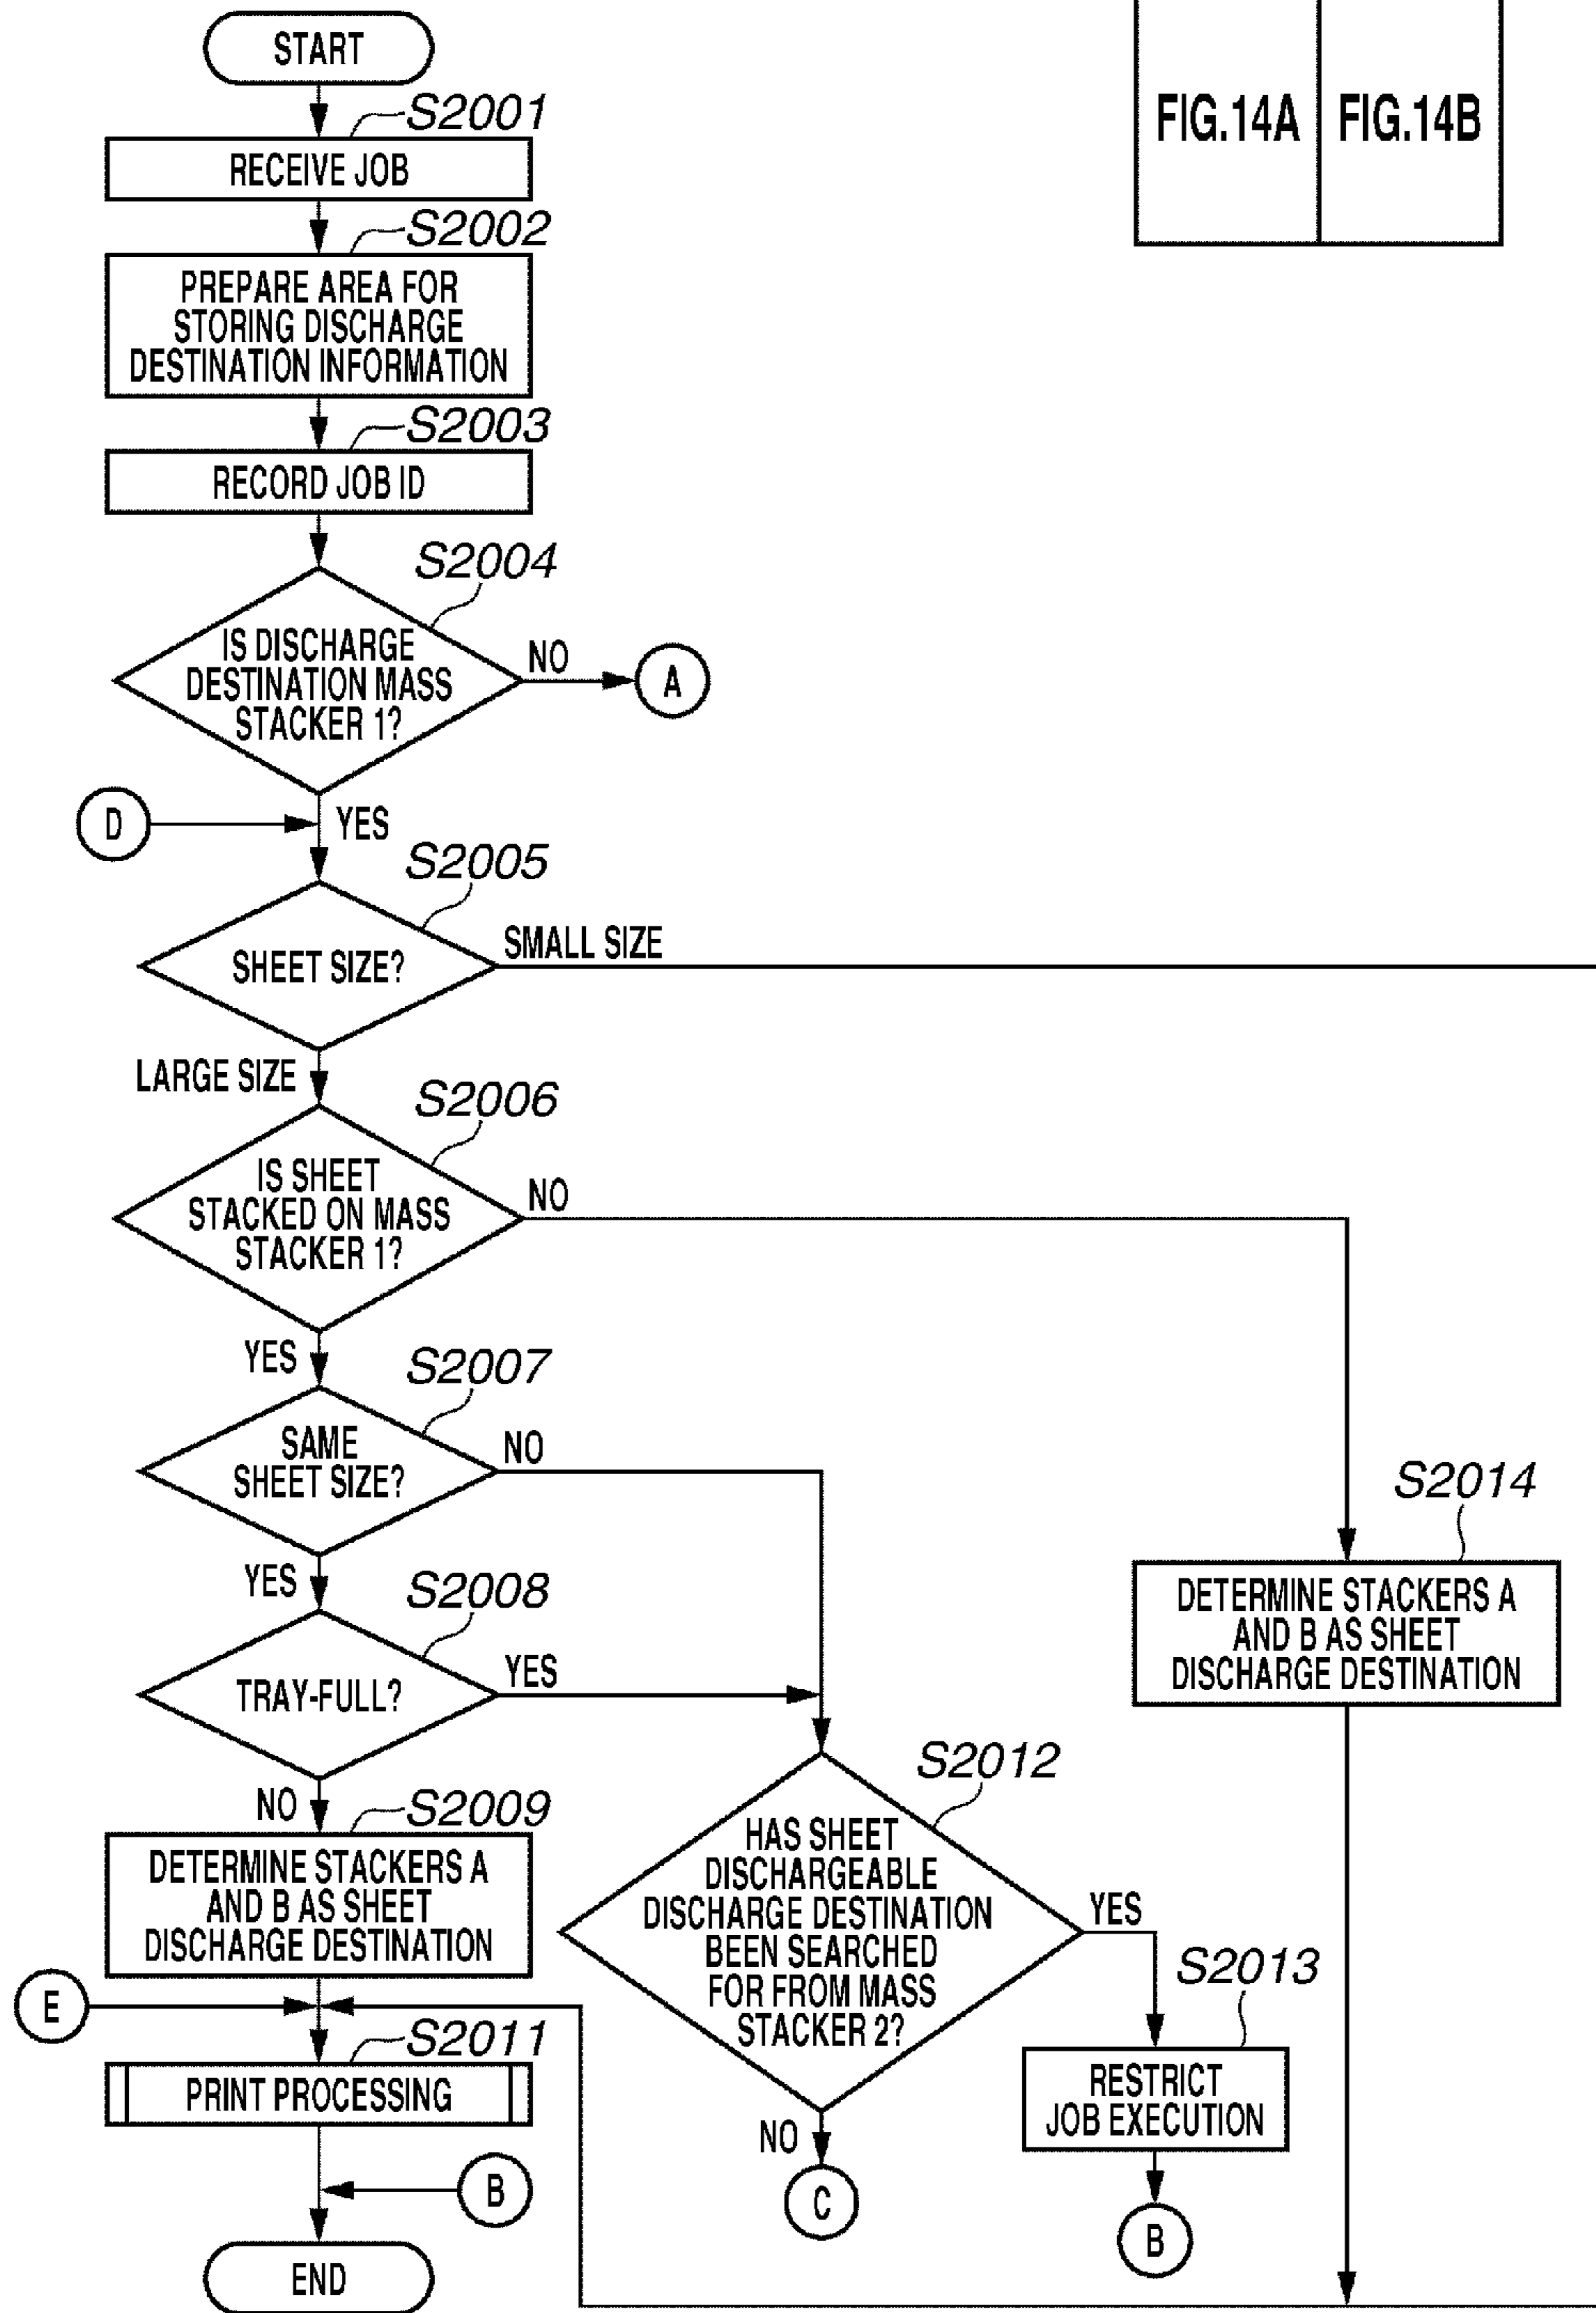 START
FIG.14A
FIG.14B
S2001
RECEIVE JOB
S2002
PREPARE AREA FOR
STORING DISCHARGE
DESTINATION INFORMATION
S2003
RECORD JOB ID
S2004
IS DISCHARGE
DESTINATION MASS
STACKER 1?
NO
A
D
YES
S2005
SHEET SIZE?
SMALL SIZE
LARGE SIZE
S2006
IS SHEET
STACKED ON MASS
STACKER 1?
NO
YES
S2007
SAME
SHEET SIZE?
NO
YES
S2008
TRAY-FULL?
YES
S2014
DETERMINE STACKERS A
AND B AS SHEET
DISCHARGE DESTINATION
NO
S2009
DETERMINE STACKERS A
AND B AS SHEET
DISCHARGE DESTINATION
S2012
HAS SHEET
DISCHARGEABLE
DISCHARGE DESTINATION
BEEN SEARCHED
FOR FROM MASS
STACKER 2?
YES
S2013
RESTRICT
JOB EXECUTION
B
NO
C
E
S2011
PRINT PROCESSING
B
END